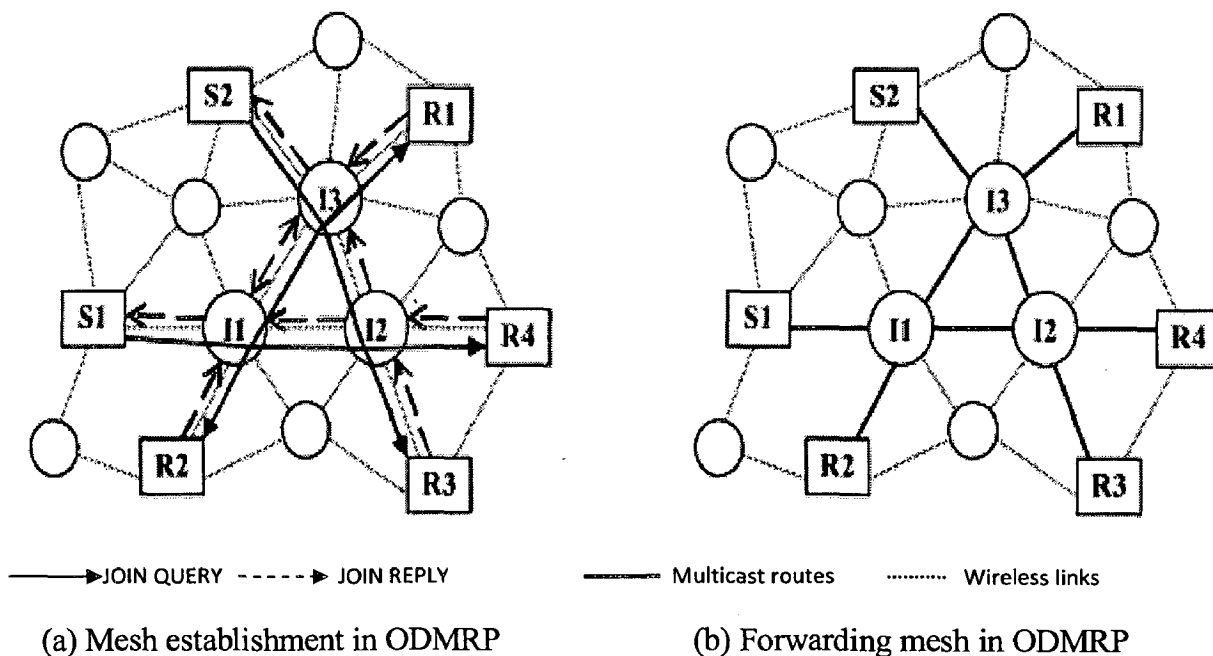 S2
R1
I3
S1
I1
I2
R4
R2
R3
S2
R1
I3
S1
I1
I2
R4
R2
R3
JOIN QUERY JOIN REPLY
Multicast routes Wireless links
(a) Mesh establishment in ODMRP
(b) Forwarding mesh in ODMRP